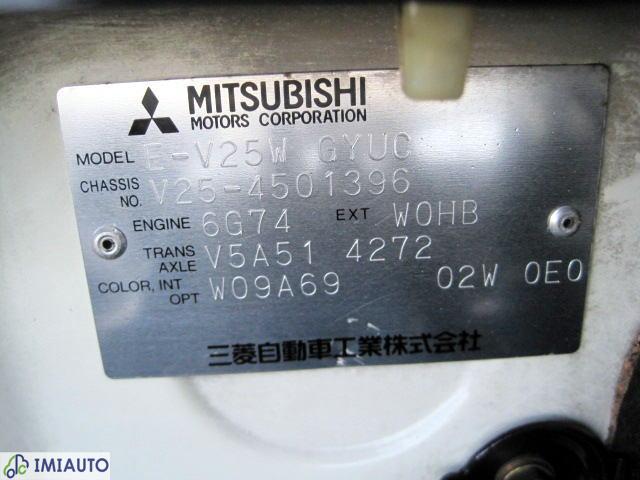 MITSUBISHI
MOTORS CORPORATION
MODEL E-V25W GYUC
CHASSIS NO. V25-4501396
ENGINE 6G74 EXT W0HB
TRANS AXLE V5A51 4272
COLOR, INT OPT W09A69 02W 0E0
三菱自動車工業株式会社
IMIAUTO